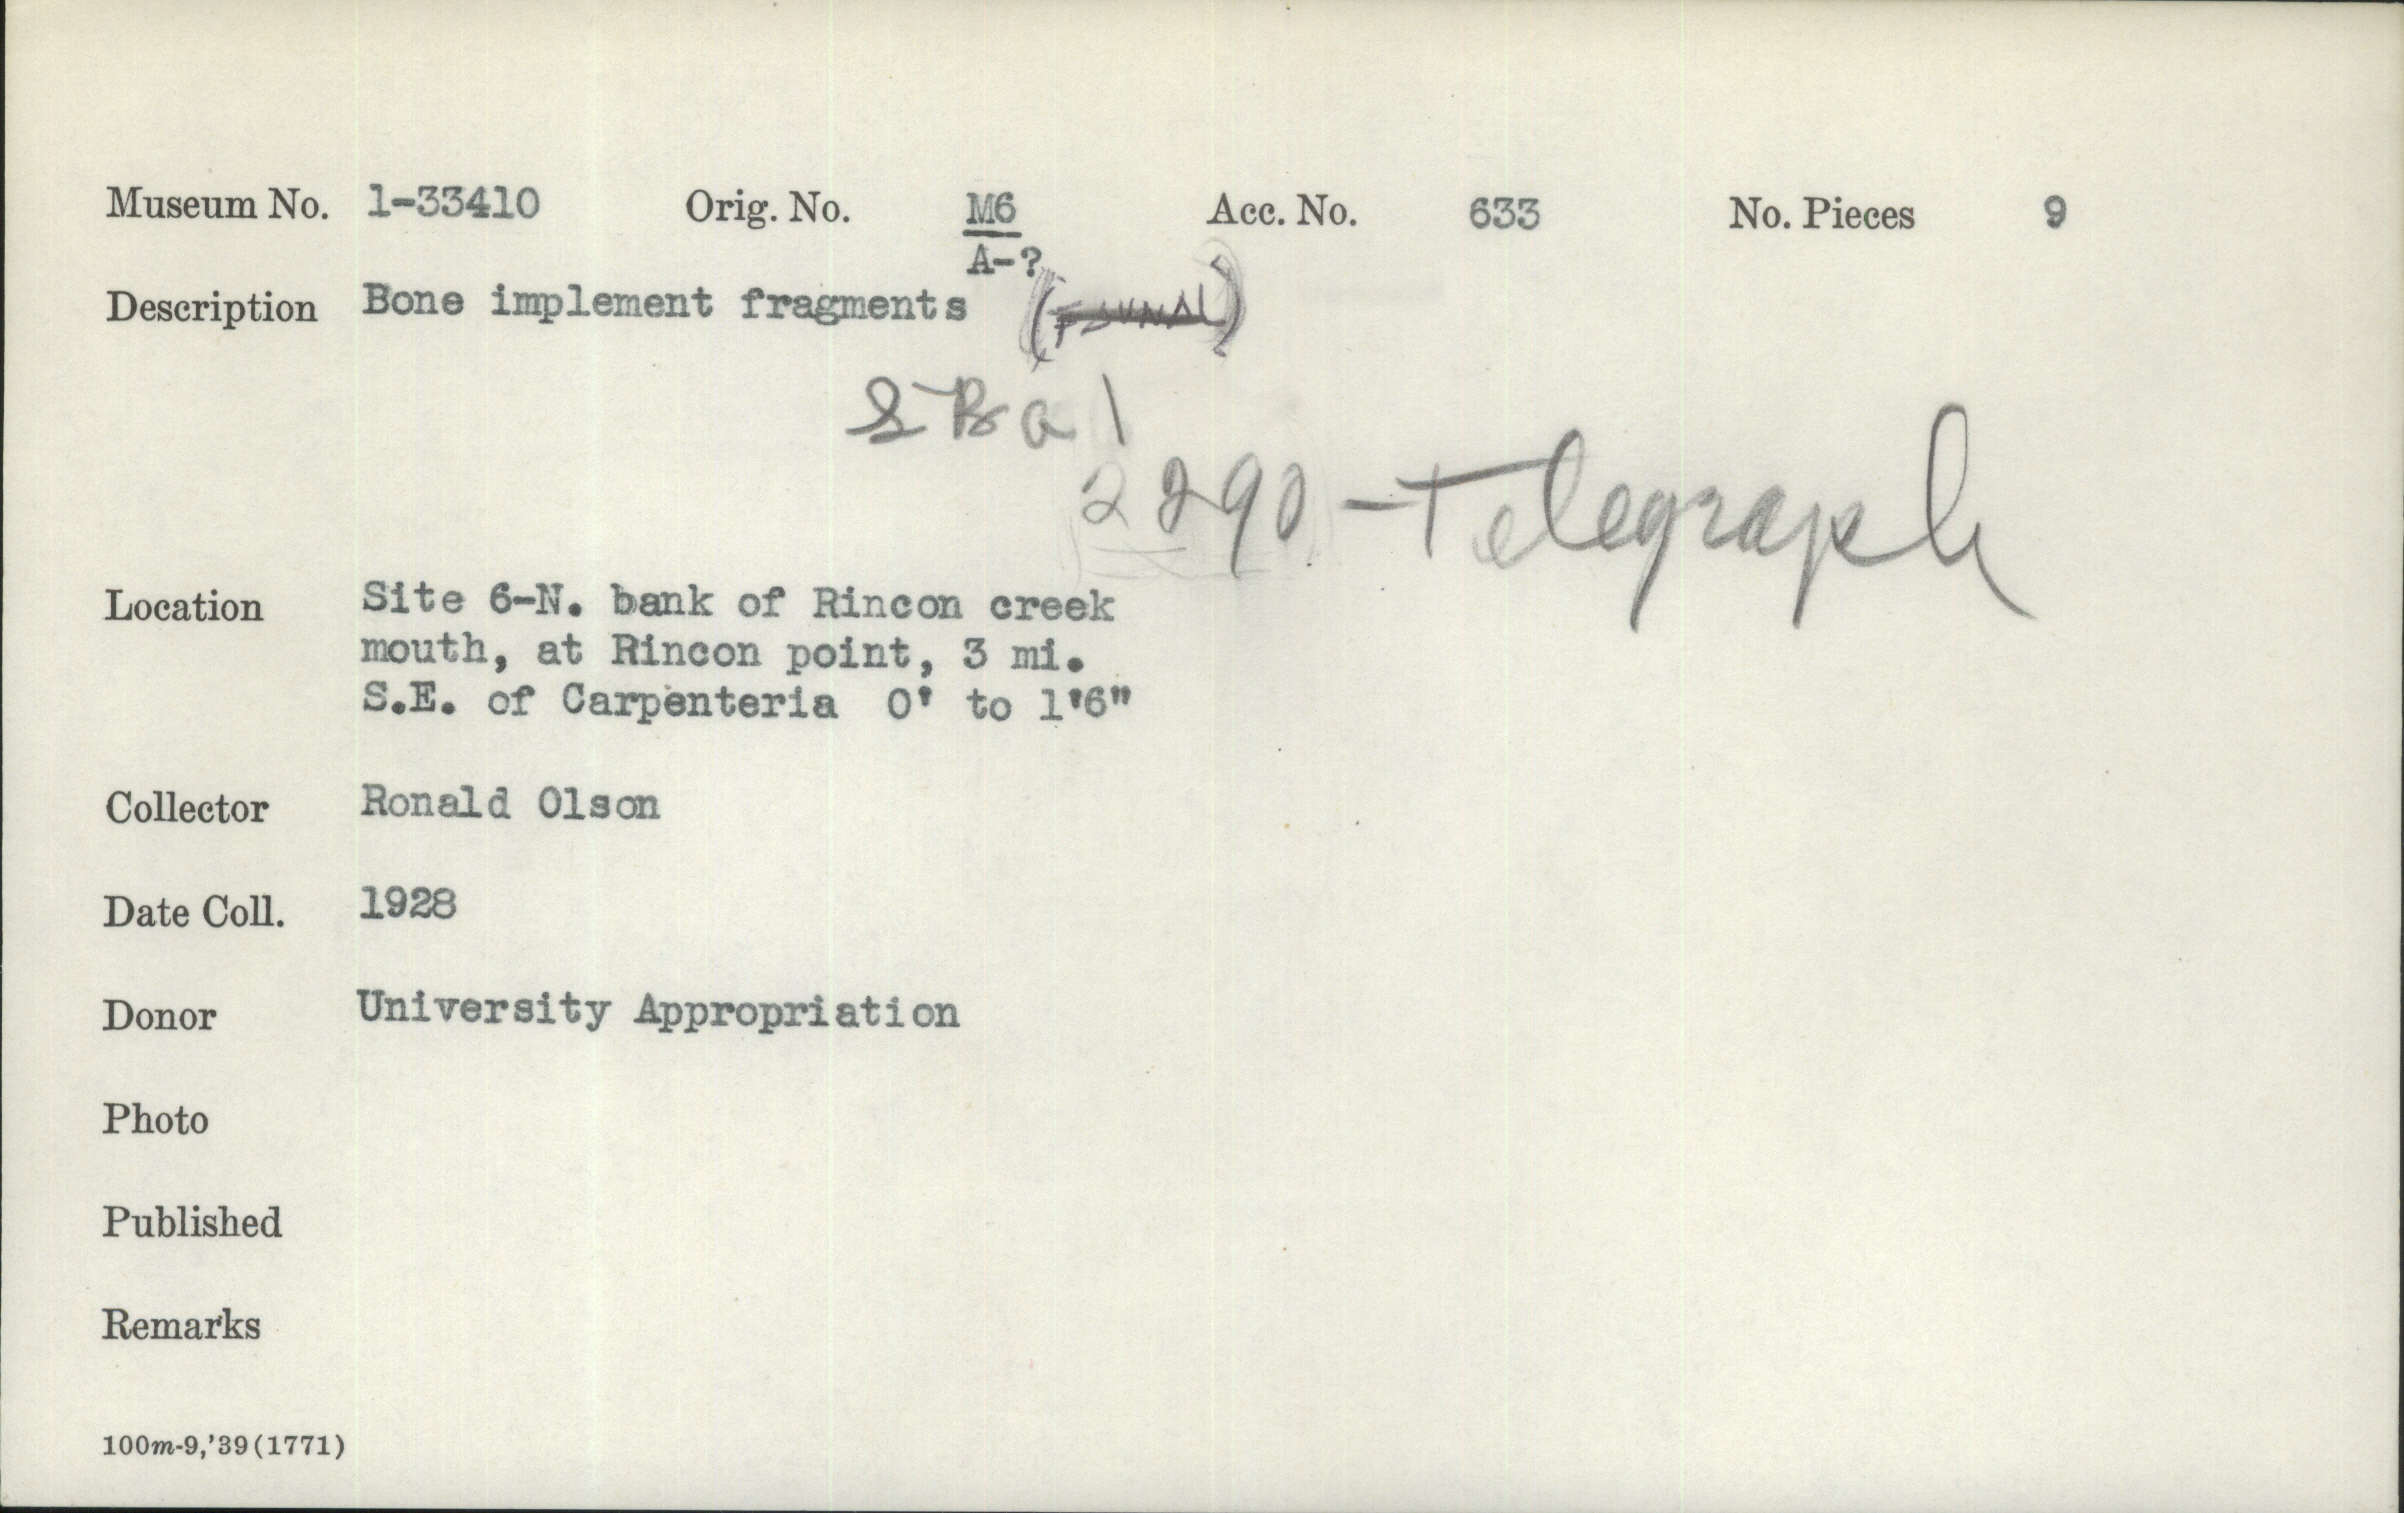 Museum No. 1-33410 Orig. No. M6 Acc. No. 633 No. Pieces 9
A-?
Description Bone implement fragments (FAUNAL)
SBa 1
2290-Telegraph
Location Site 6-N. bank of Rincon creek
mouth, at Rincon point, 3 mi.
S.E. of Carpenteria 0' to 1'6"
Collector Ronald Olson
Date Coll. 1928
Donor University Appropriation
Photo
Published
Remarks
100m-9,'39(1771)